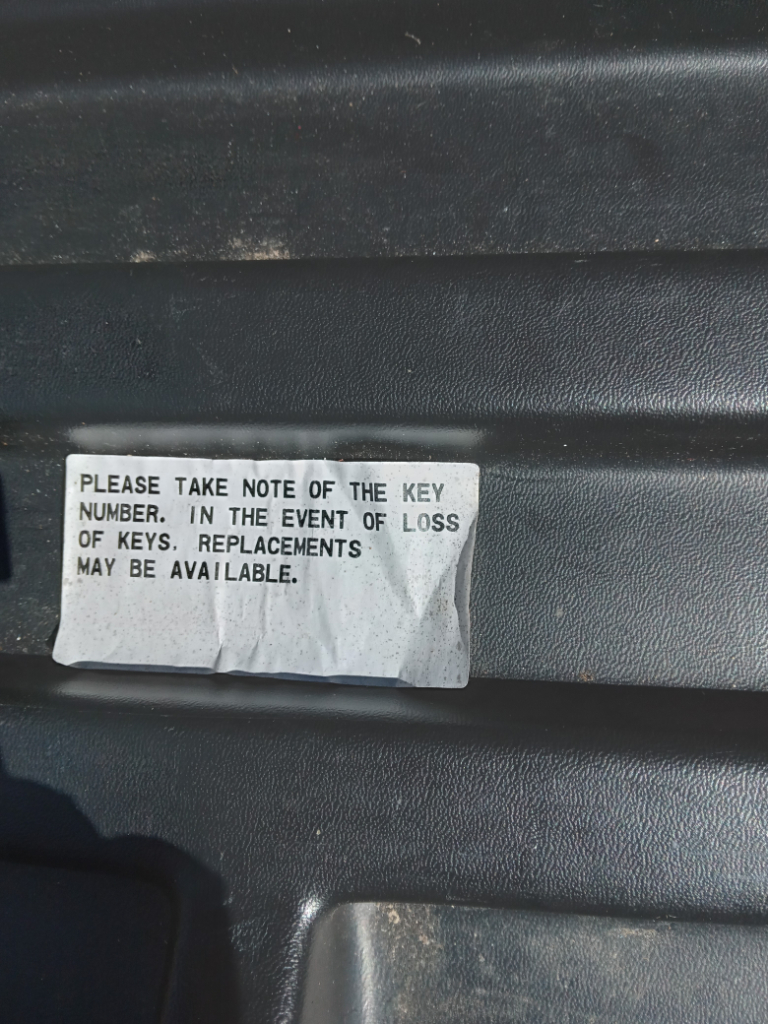 PLEASE TAKE NOTE OF THE KEY
NUMBER. IN THE EVENT OF LOSS
OF KEYS. REPLACEMENTS
MAY BE AVAILABLE.